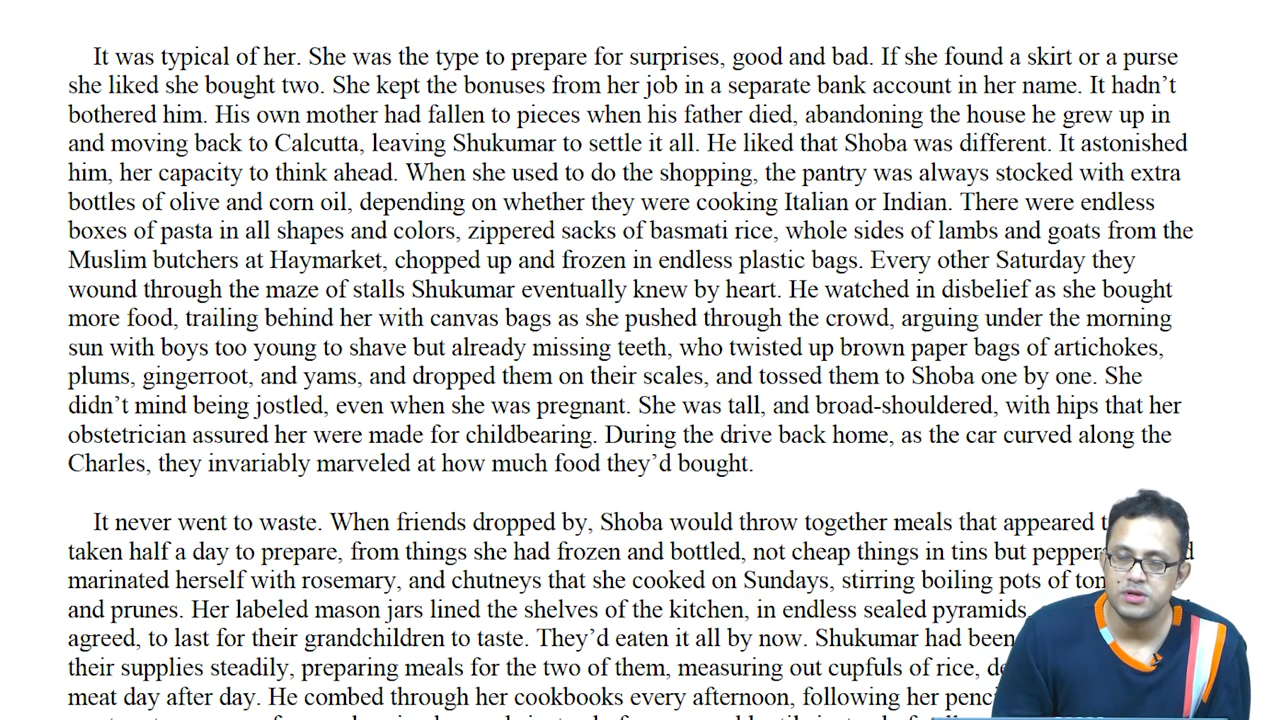 It was typical of her. She was the type to prepare for surprises, good and bad. If she found a skirt or a purse
she liked she bought two. She kept the bonuses from her job in a separate bank account in her name. It hadn’t
bothered him. His own mother had fallen to pieces when his father died, abandoning the house he grew up in
and moving back to Calcutta, leaving Shukumar to settle it all. He liked that Shoba was different. It astonished
him, her capacity to think ahead. When she used to do the shopping, the pantry was always stocked with extra
bottles of olive and corn oil, depending on whether they were cooking Italian or Indian. There were endless
boxes of pasta in all shapes and colors, zippered sacks of basmati rice, whole sides of lambs and goats from the
Muslim butchers at Haymarket, chopped up and frozen in endless plastic bags. Every other Saturday they
wound through the maze of stalls Shukumar eventually knew by heart. He watched in disbelief as she bought
more food, trailing behind her with canvas bags as she pushed through the crowd, arguing under the morning
sun with boys too young to shave but already missing teeth, who twisted up brown paper bags of artichokes,
plums, gingerroot, and yams, and dropped them on their scales, and tossed them to Shoba one by one. She
didn’t mind being jostled, even when she was pregnant. She was tall, and broad-shouldered, with hips that her
obstetrician assured her were made for childbearing. During the drive back home, as the car curved along the
Charles, they invariably marveled at how much food they’d bought.
It never went to waste. When friends dropped by, Shoba would throw together meals that appeared
taken half a day to prepare, from things she had frozen and bottled, not cheap things in tins but
marinated herself with rosemary, and chutneys that she cooked on Sundays, stirring boiling pots of
and prunes. Her labeled mason jars lined the shelves of the kitchen, in endless sealed pyramids,
agreed, to last for their grandchildren to taste. They’d eaten it all by now. Shukumar had been
their supplies steadily, preparing meals for the two of them, measuring out cupfuls of rice,
meat day after day. He combed through her cookbooks every afternoon, following her